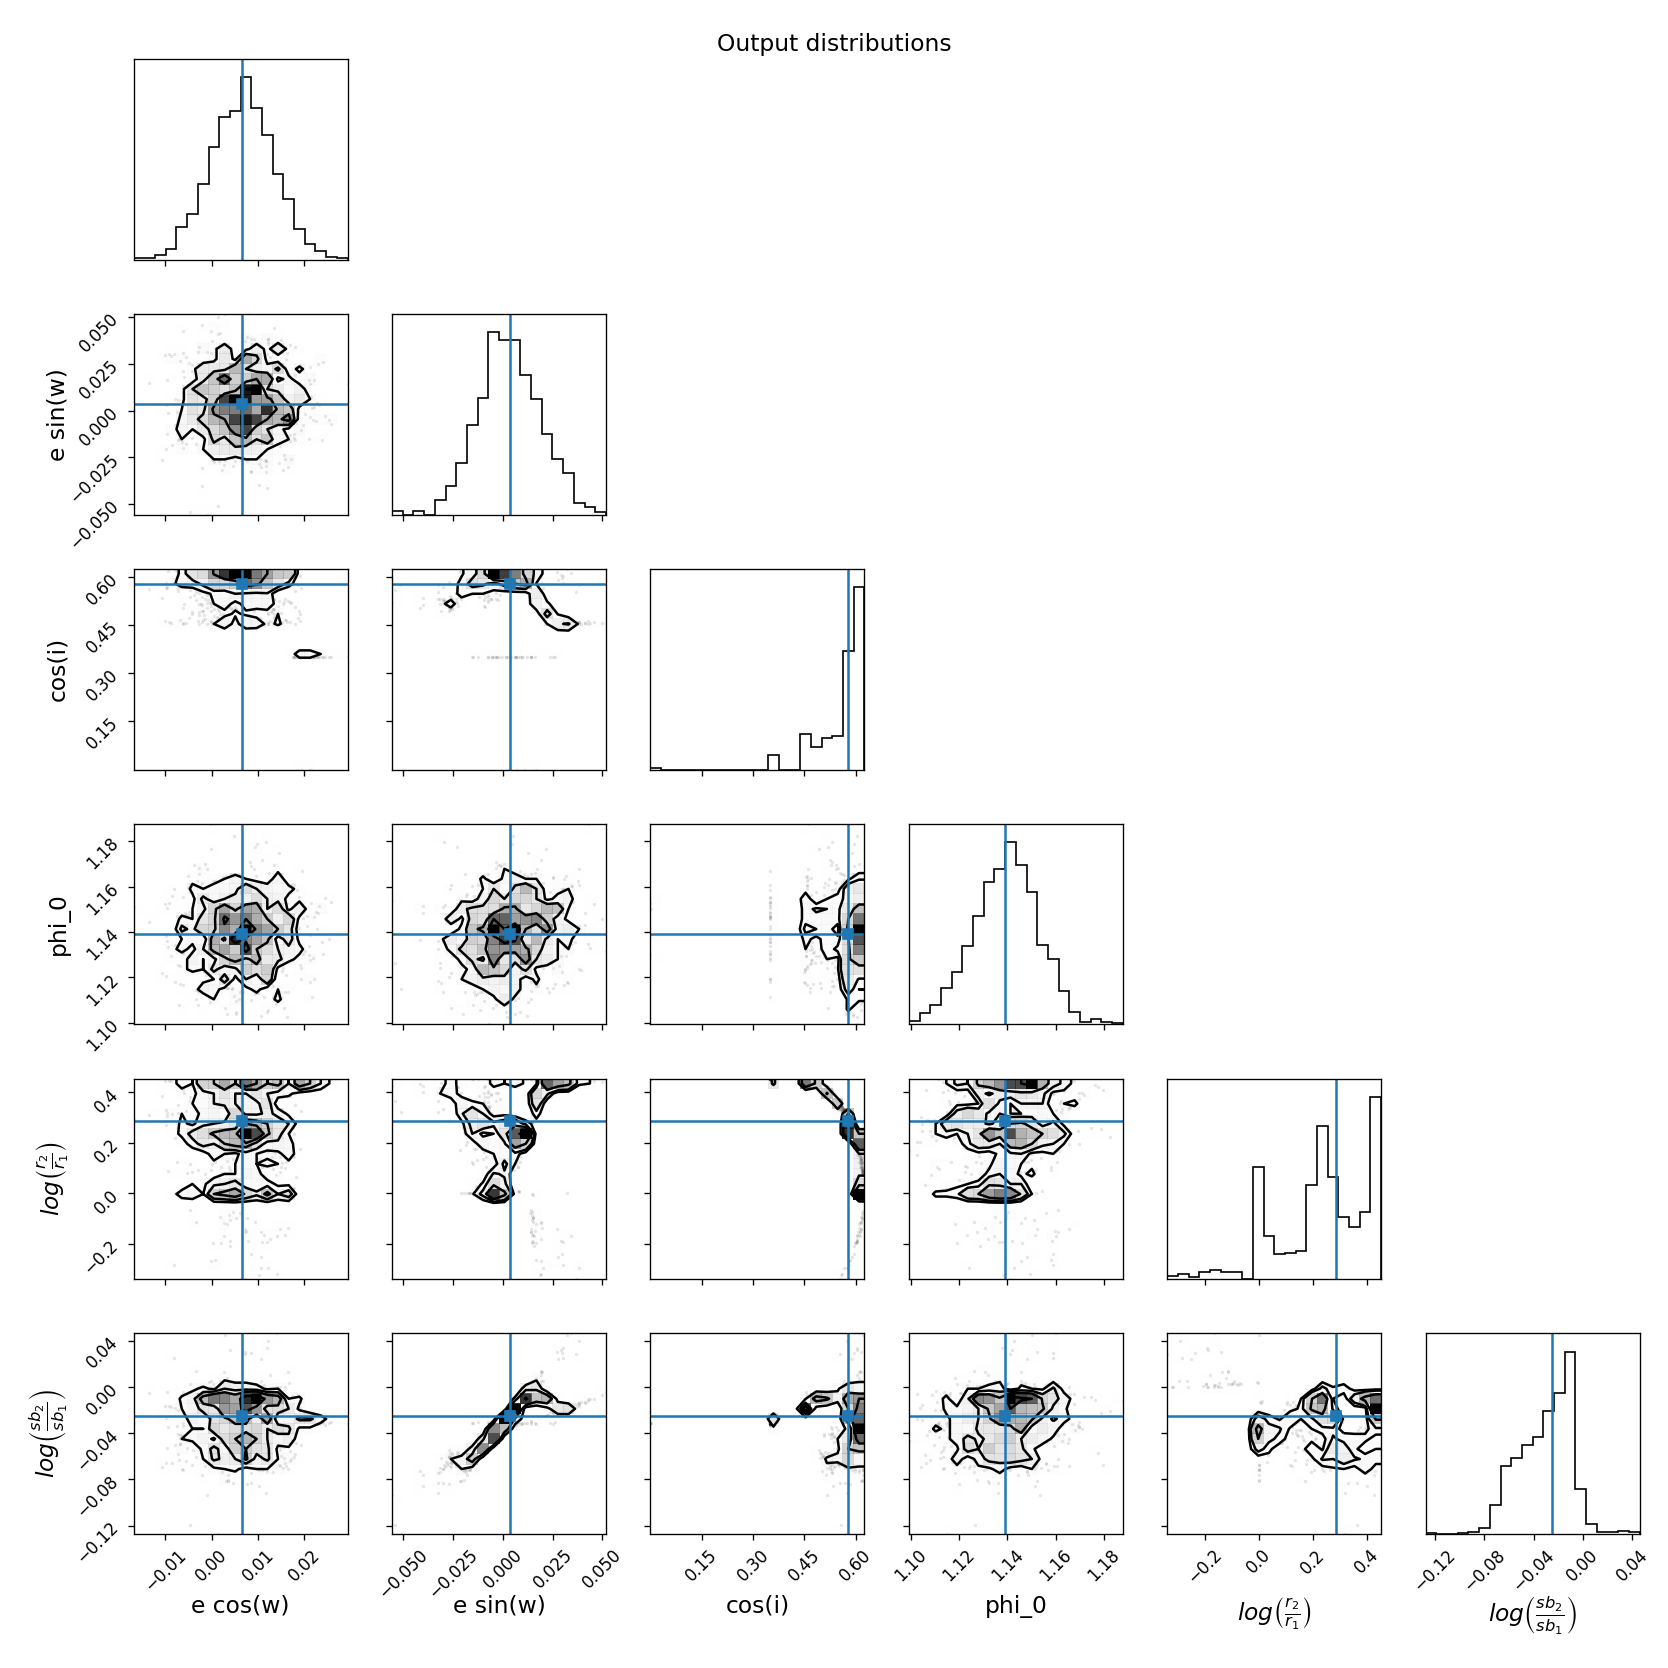 Output distributions
e sin(w)
0.050
0.025
0.000
−0.025
−0.050
cos(i)
0.60
0.45
0.30
0.15
phi_0
1.18
1.16
1.14
1.12
1.10
log(r₂/r₁)
0.4
0.2
0.0
−0.2
log(sb₂/sb₁)
0.04
0.00
−0.04
−0.08
−0.12
−0.01 0.00 0.01 0.02
e cos(w)
−0.050 −0.025 0.000 0.025 0.050
e sin(w)
0.15 0.30 0.45 0.60
cos(i)
1.10 1.12 1.14 1.16 1.18
phi_0
−0.2 0.0 0.2 0.4
log(r₂/r₁)
−0.12 −0.08 −0.04 0.00 0.04
log(sb₂/sb₁)